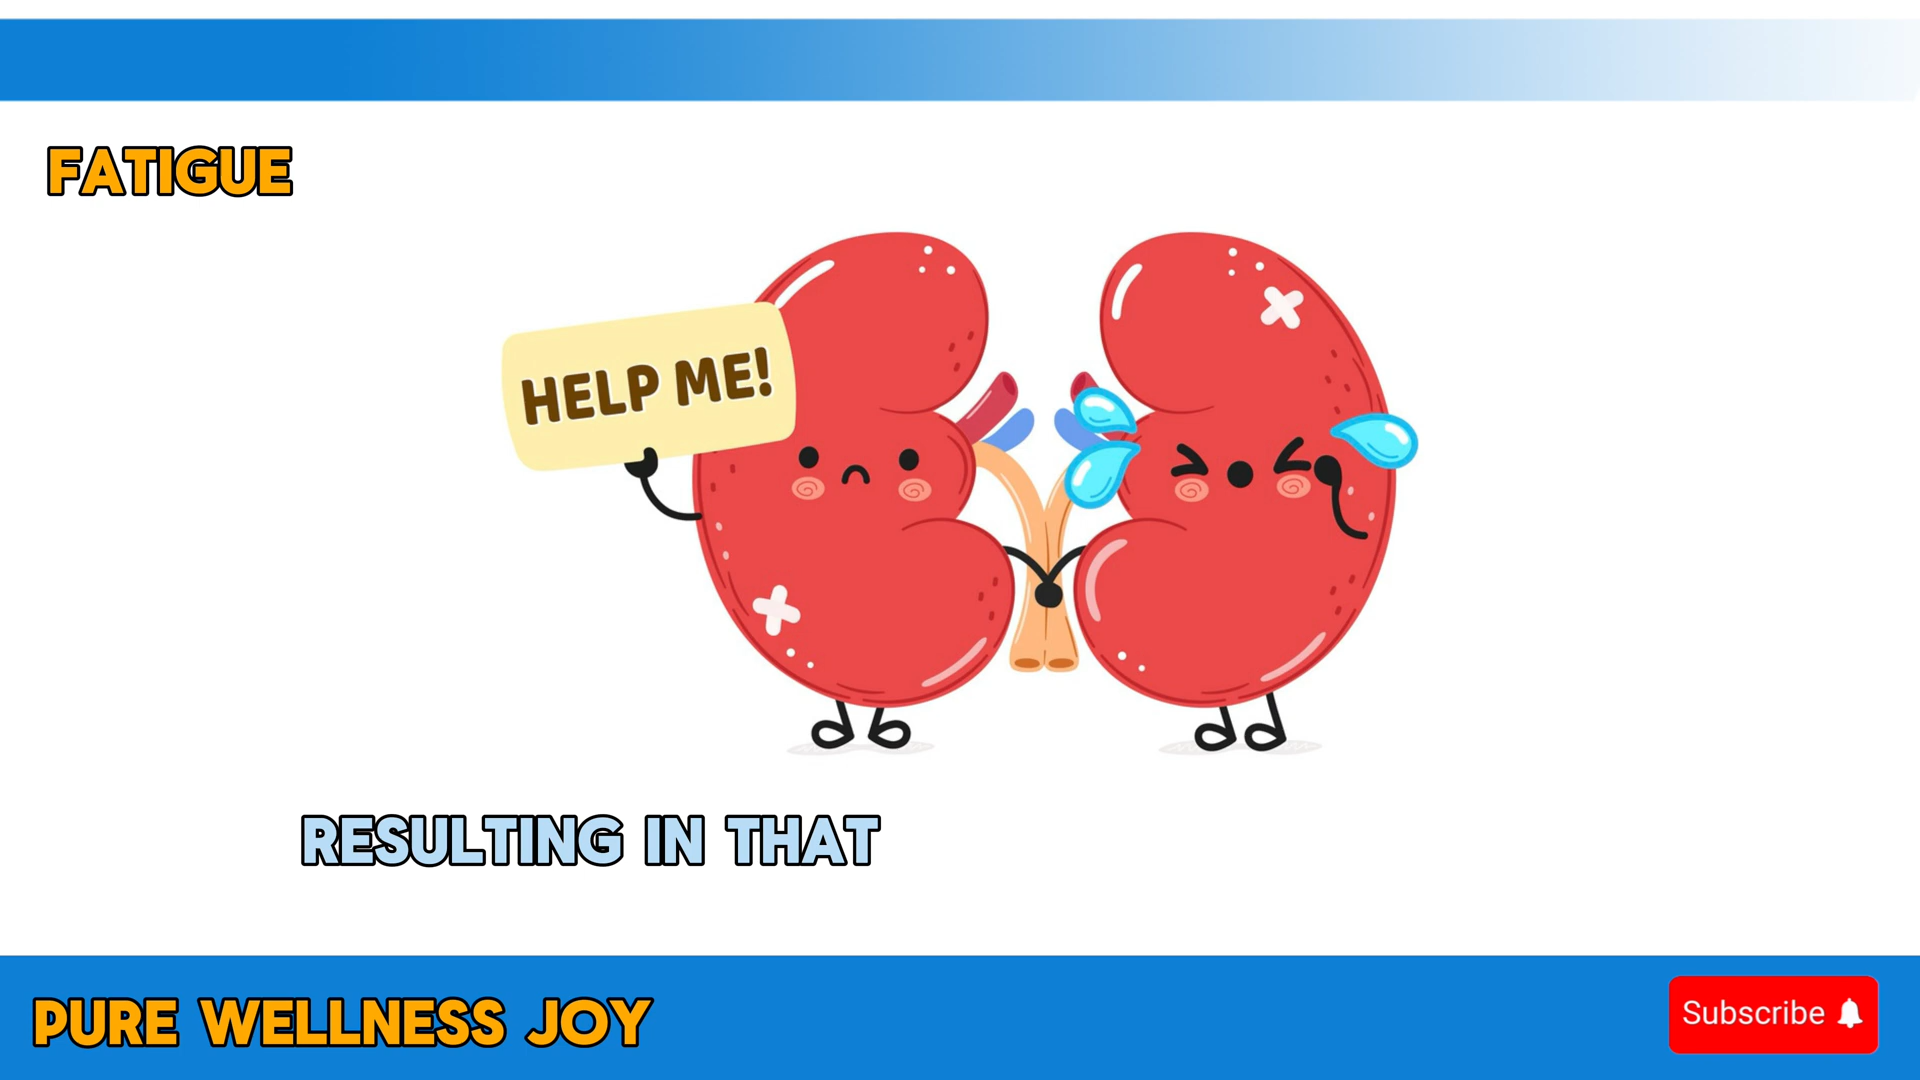 FATIGUE
HELP ME!
RESULTING IN THAT
PURE WELLNESS JOY
Subscribe